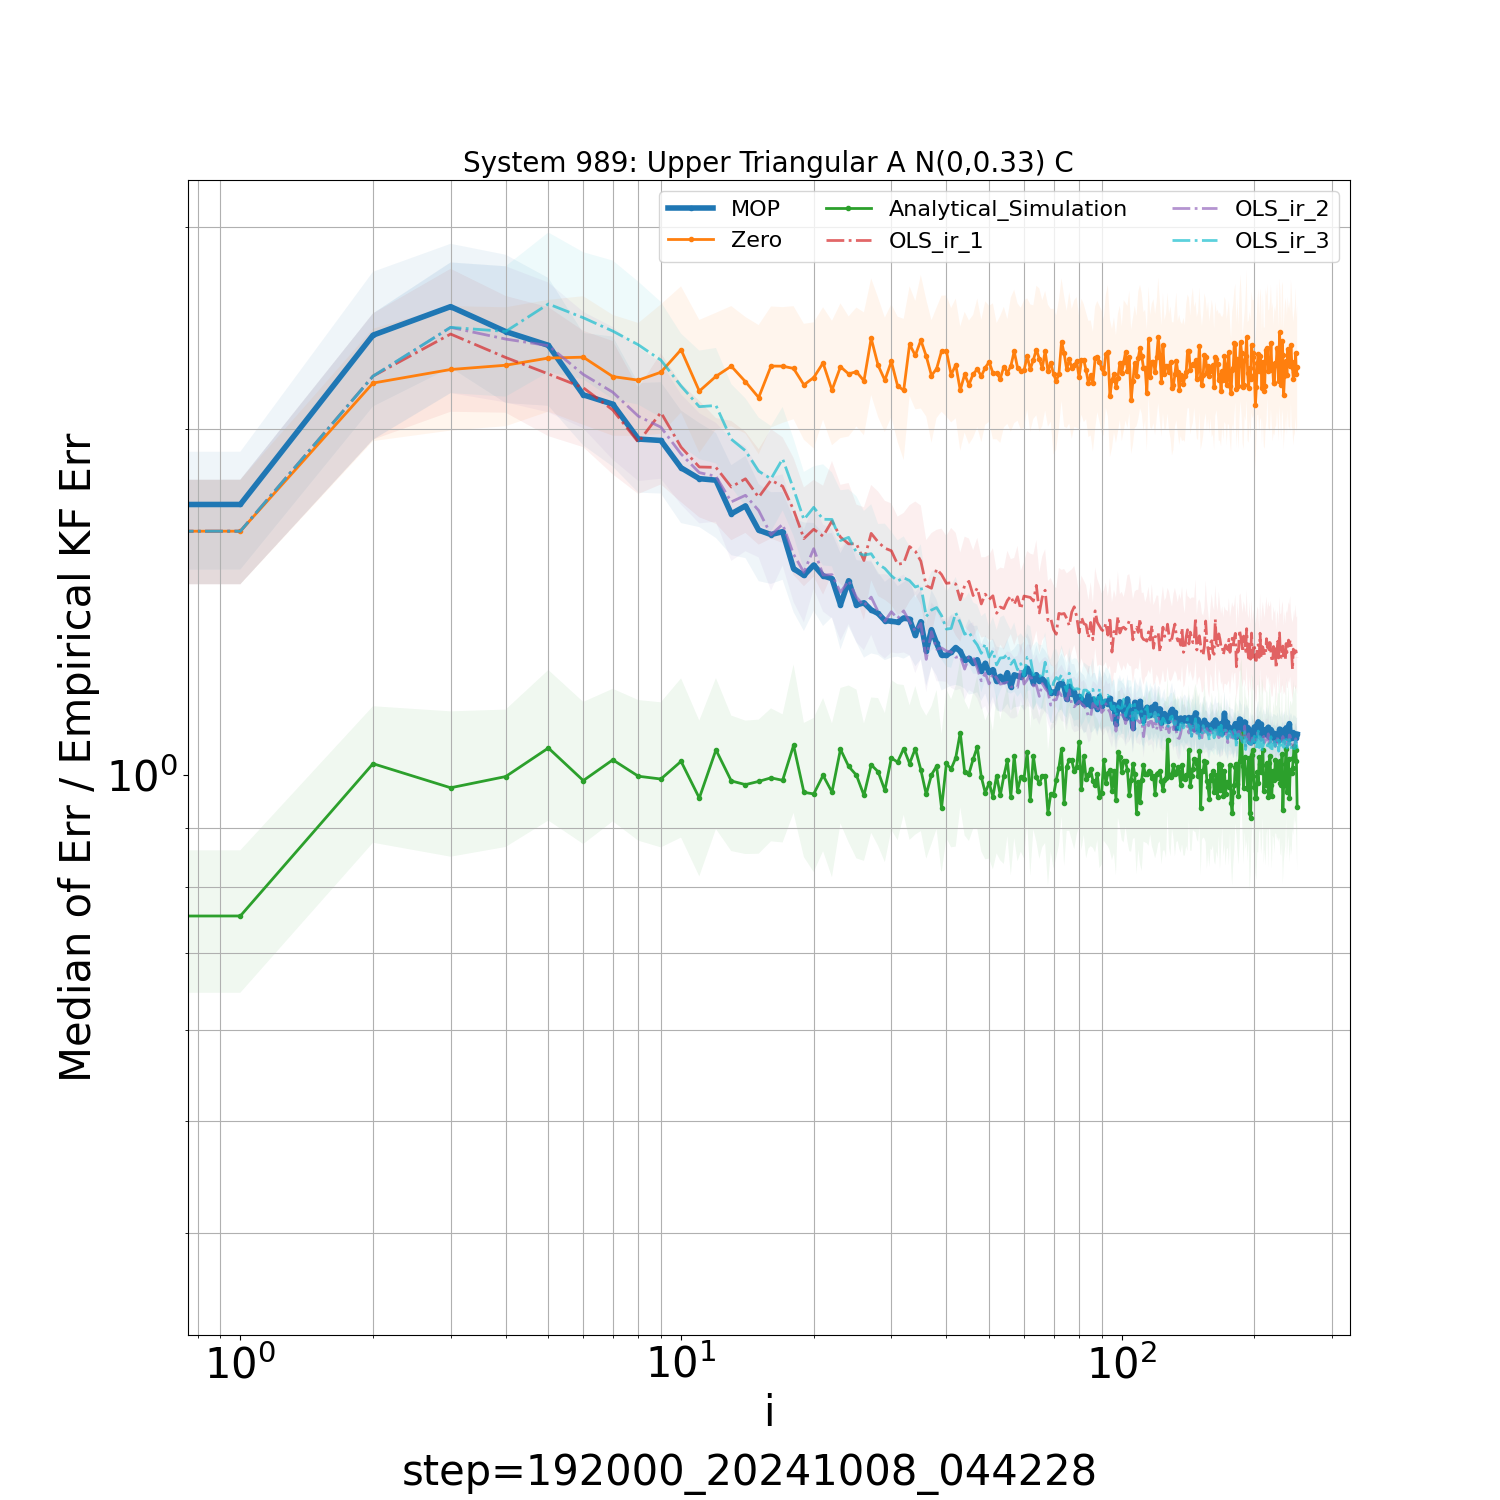 System 989: Upper Triangular A N(0,0.33) C
MOP
Zero
Analytical_Simulation
OLS_ir_1
OLS_ir_2
OLS_ir_3
Median of Err / Empirical KF Err
10⁰
10⁰ 10¹ 10²
i
step=192000_20241008_044228